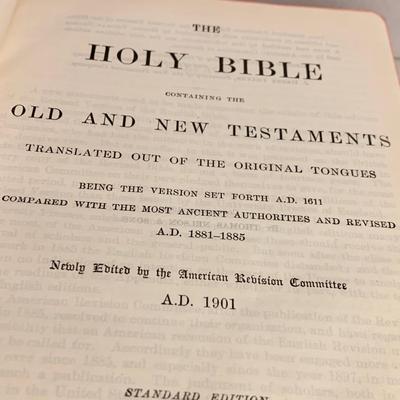 THE
HOLY BIBLE
CONTAINING THE
OLD AND NEW TESTAMENTS
TRANSLATED OUT OF THE ORIGINAL TONGUES
BEING THE VERSION SET FORTH A.D. 1611
COMPARED WITH THE MOST ANCIENT AUTHORITIES AND REVISED
A.D. 1881-1885
Newly Edited by the American Revision Committee
A.D. 1901
STANDARD EDITION